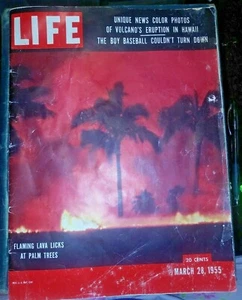 LIFE
UNIQUE NEWS COLOR PHOTOS
OF VOLCANO'S ERUPTION IN HAWAII
THE BOY BASEBALL COULDN'T TURN DOWN
FLAMING LAVA LICKS
AT PALM TREES
20 CENTS
MARCH 28, 1955